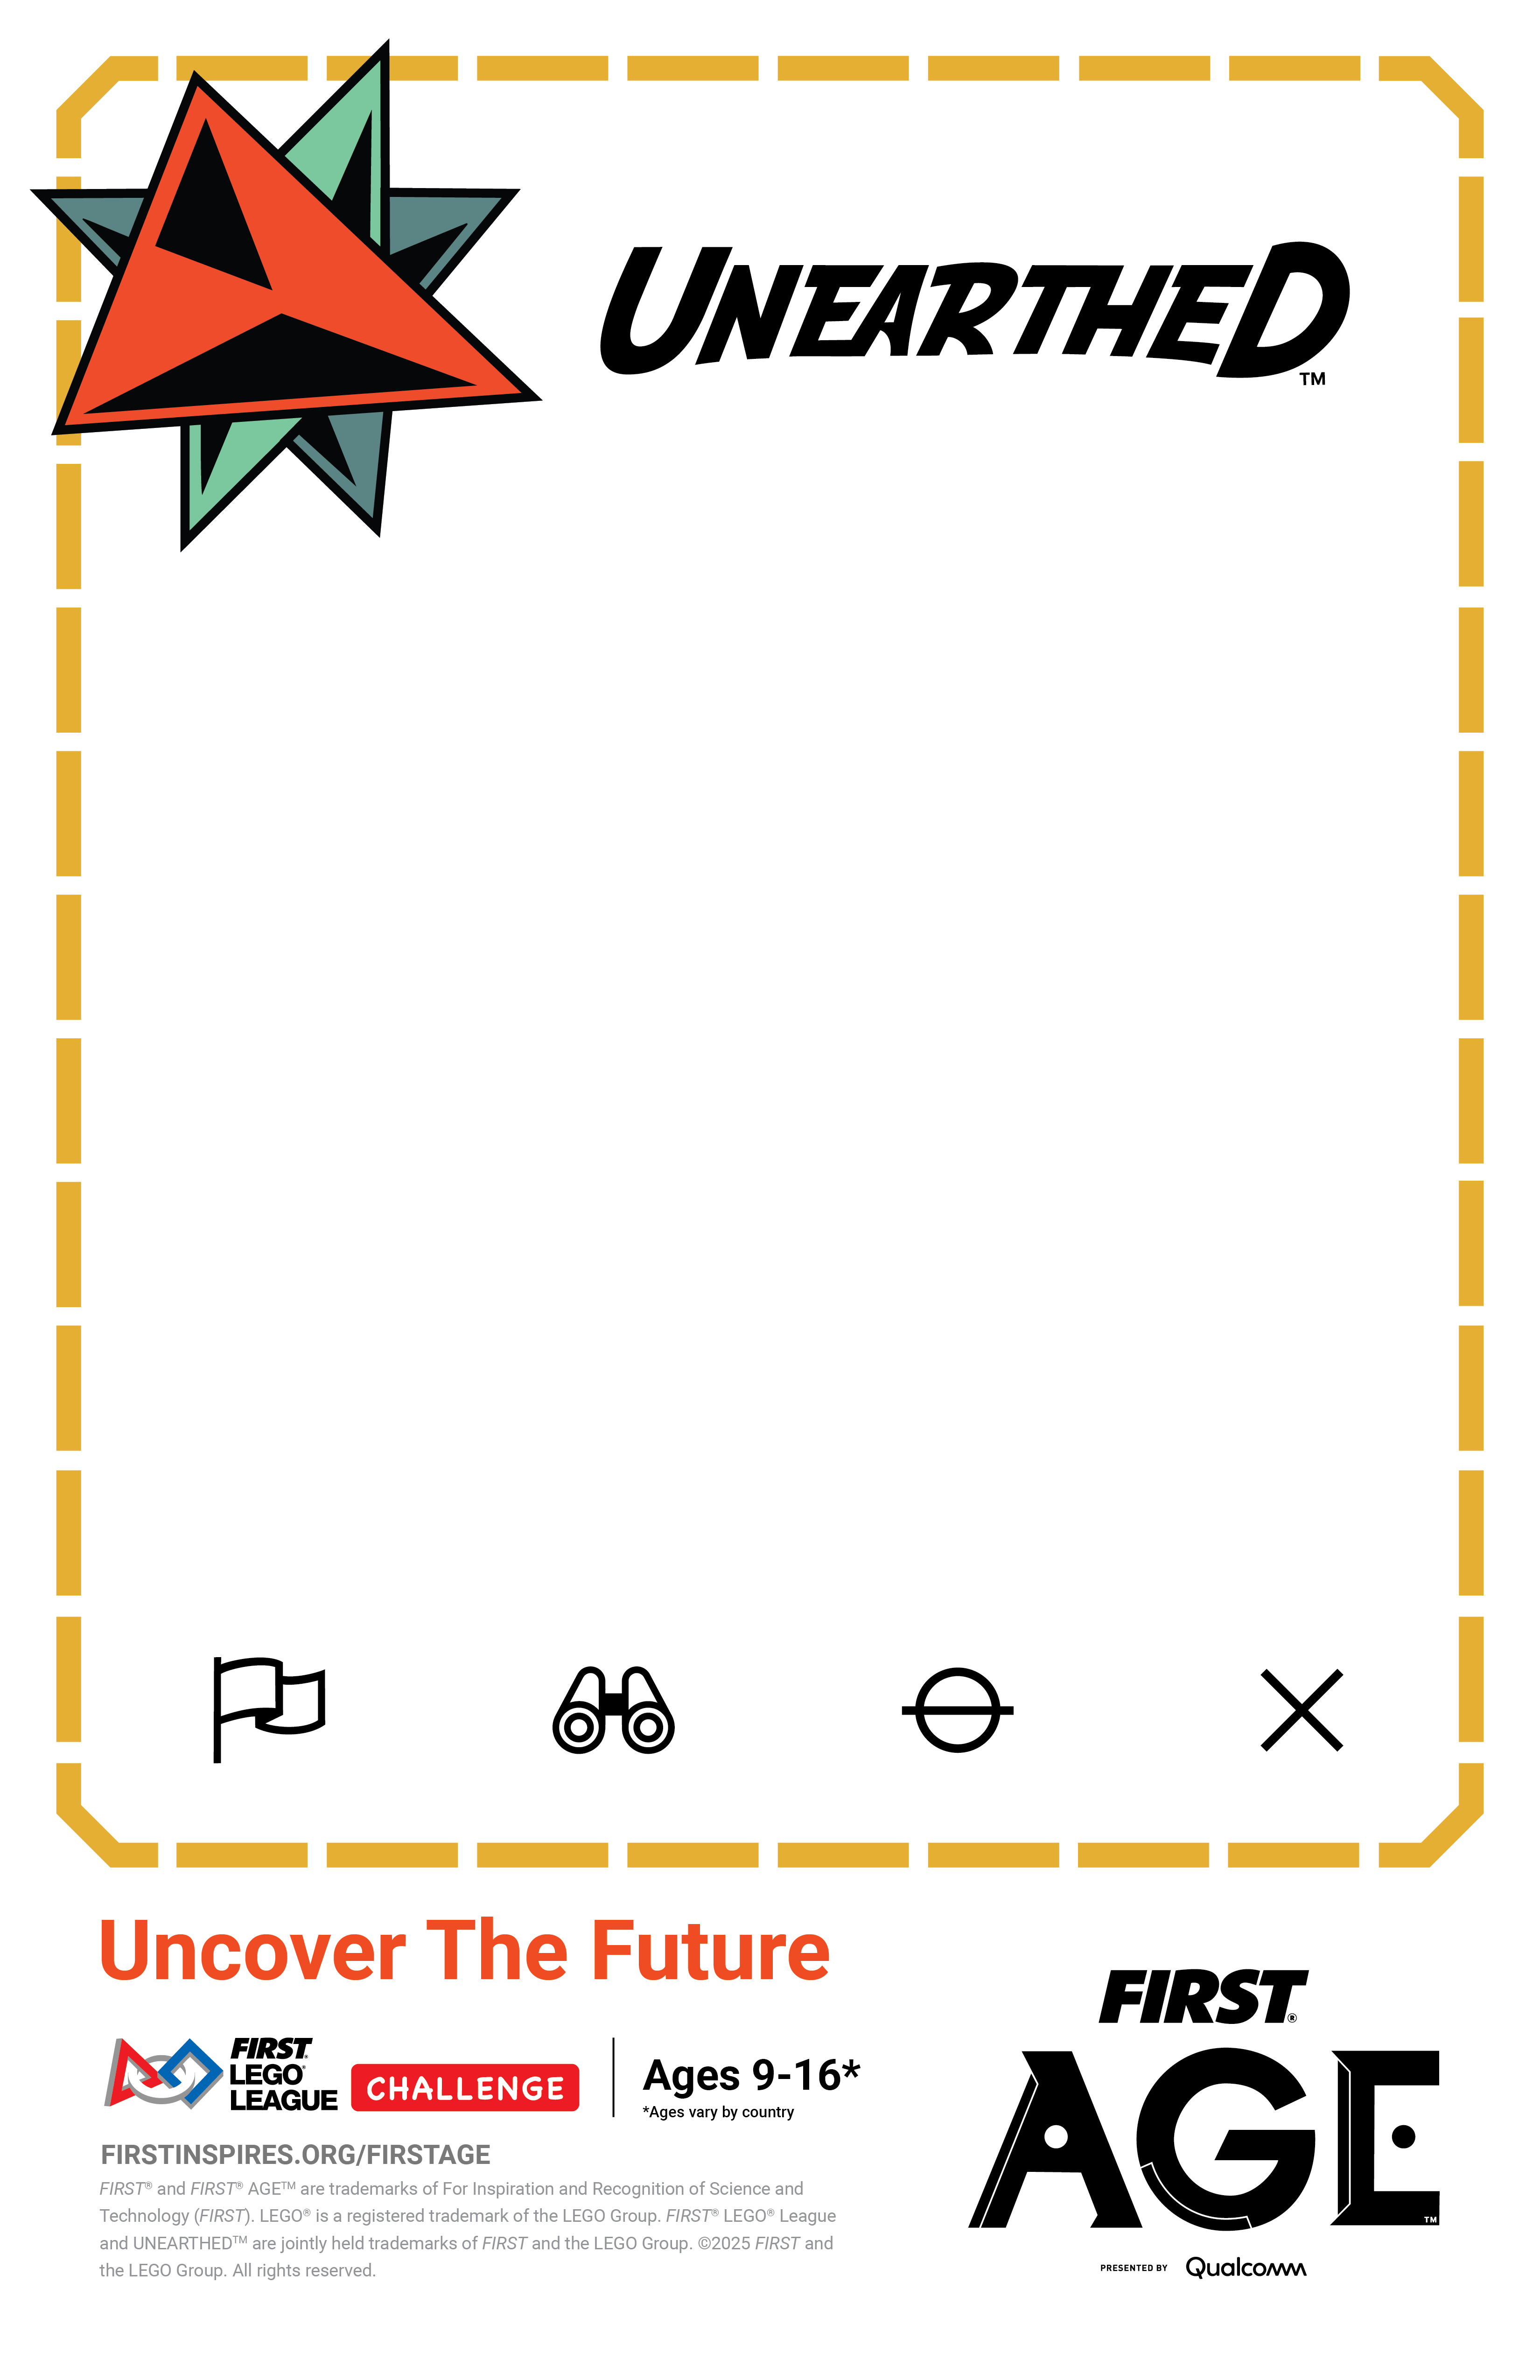 UNEARTHED™
Uncover The Future
FIRST®
LEGO®
LEAGUE
CHALLENGE
Ages 9-16*
*Ages vary by country
FIRSTINSPIRES.ORG/FIRSTAGE
FIRST® and FIRST® AGE™ are trademarks of For Inspiration and Recognition of Science and
Technology (FIRST). LEGO® is a registered trademark of the LEGO Group. FIRST® LEGO® League
and UNEARTHED™ are jointly held trademarks of FIRST and the LEGO Group. ©2025 FIRST and
the LEGO Group. All rights reserved.
FIRST®
AGE™
PRESENTED BY Qualcomm